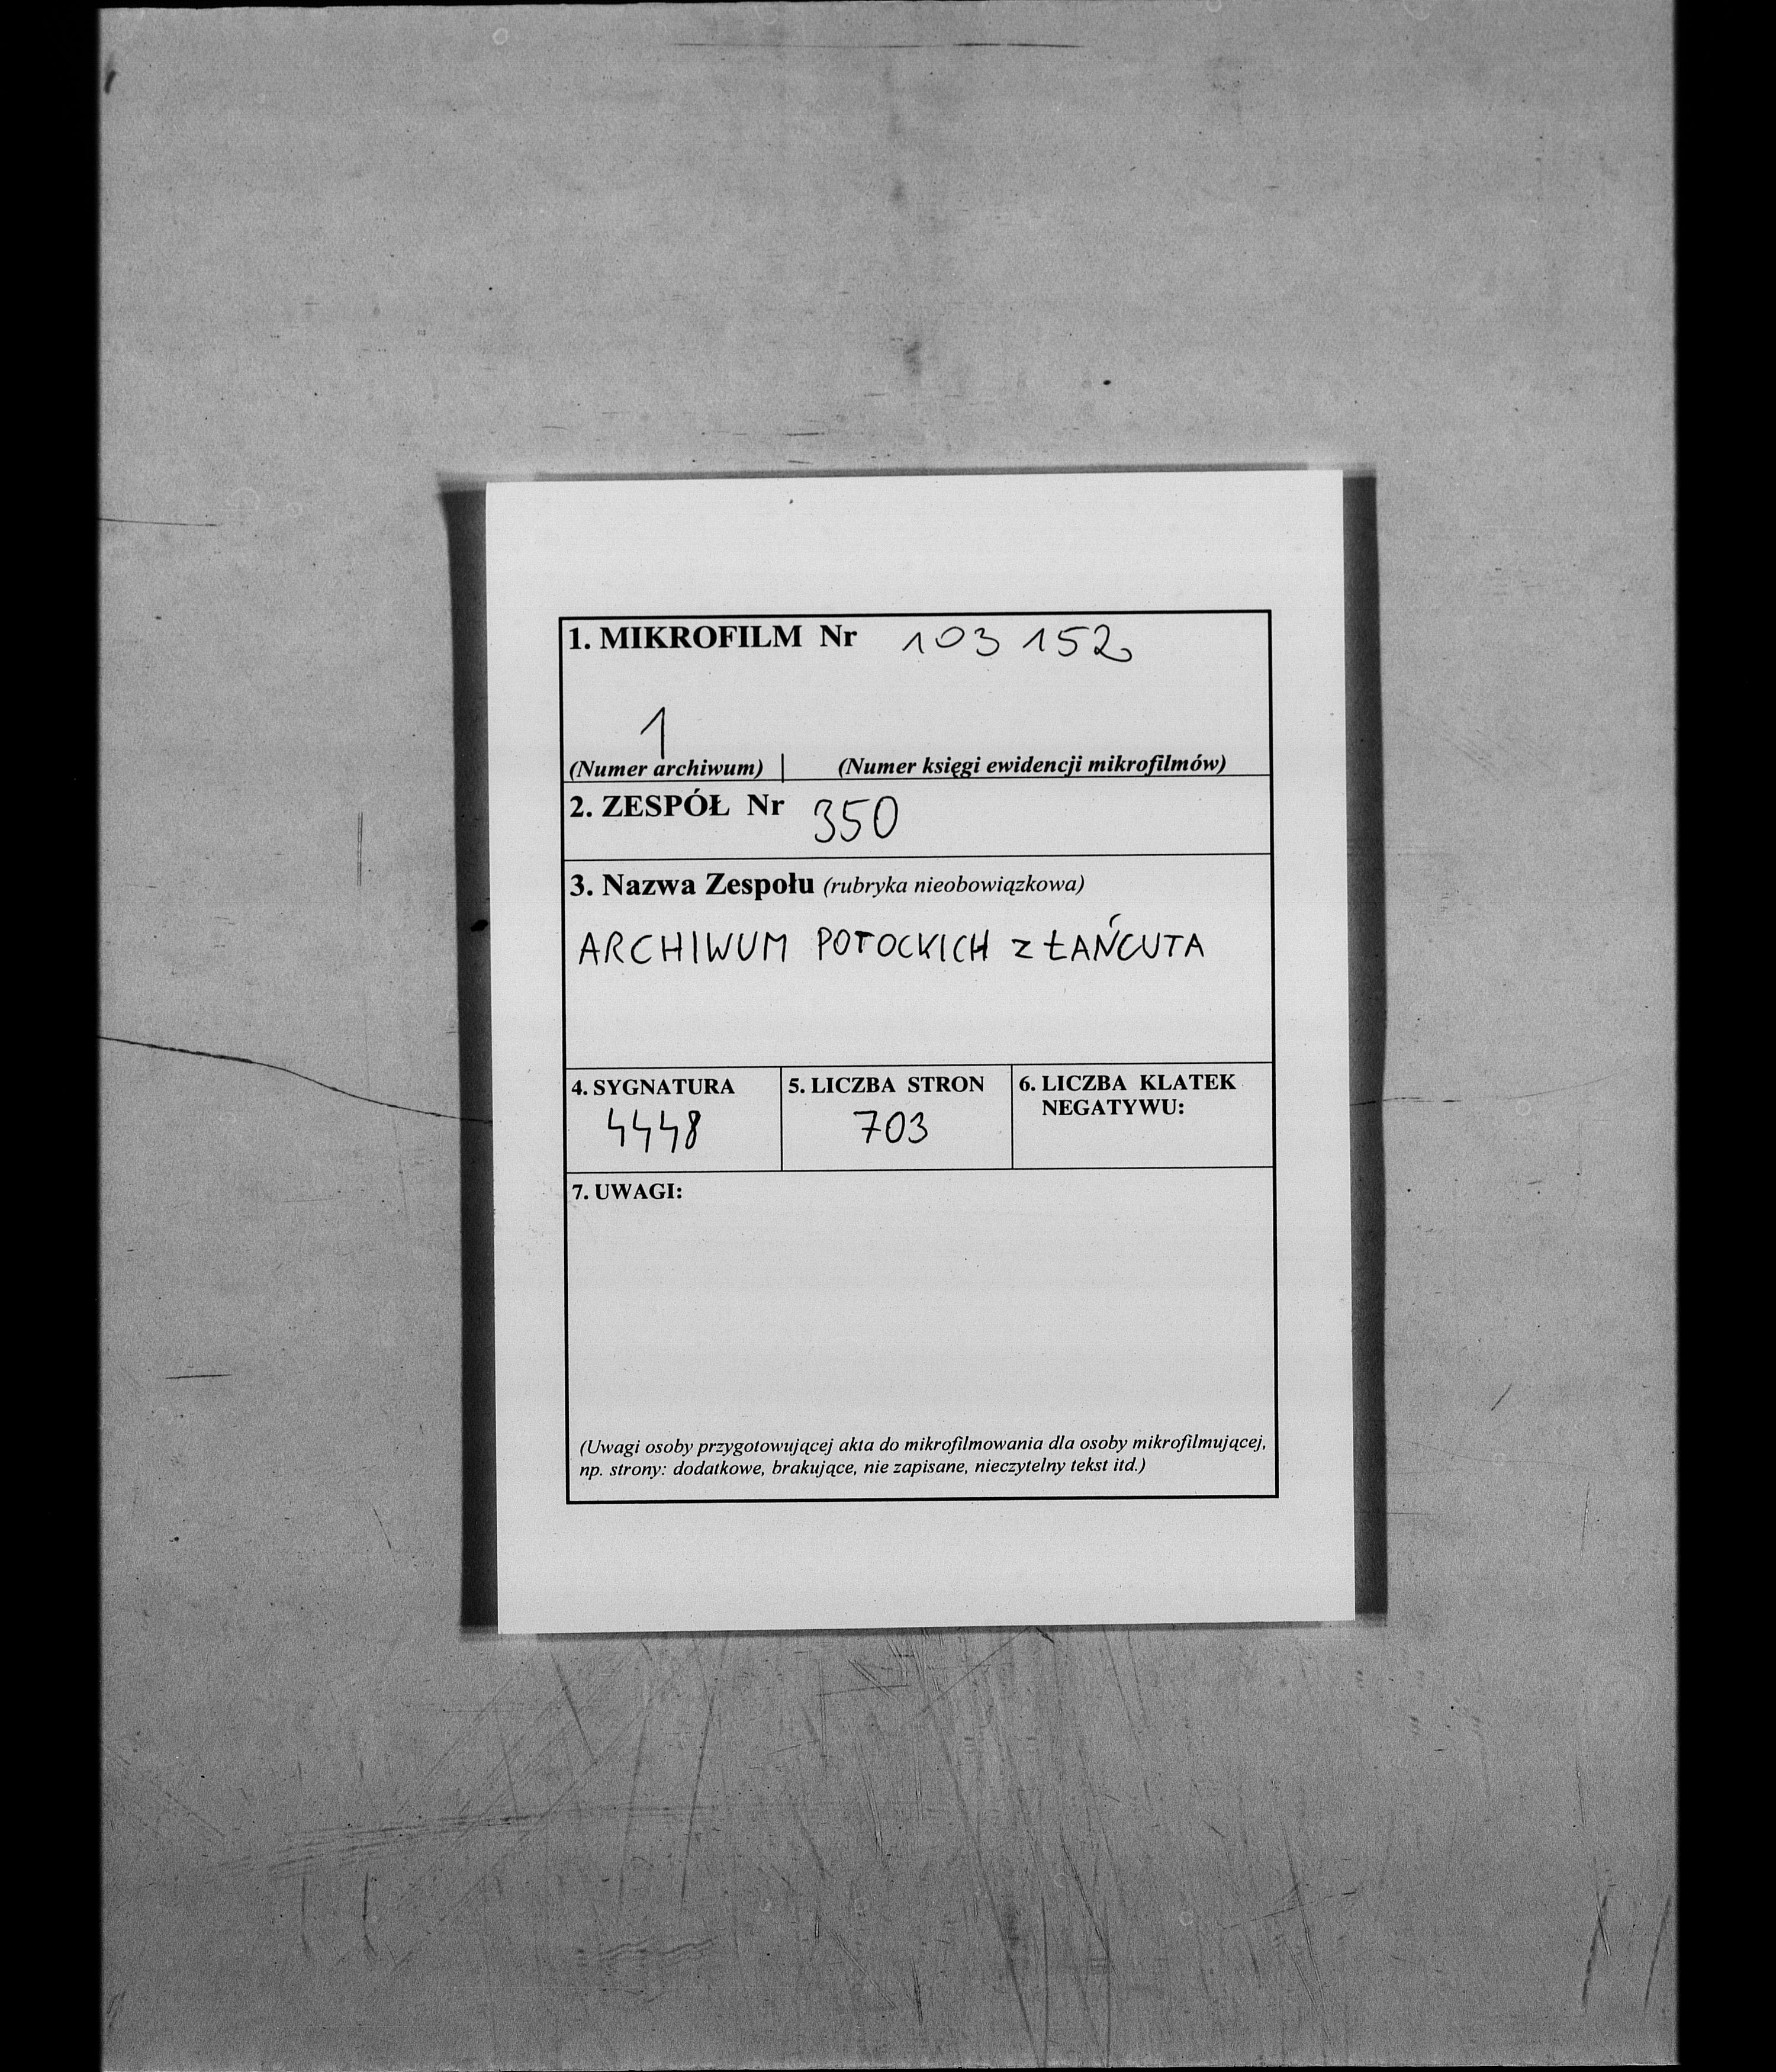 1. MIKROFILM Nr 103 152
1
(Numer archiwum) | (Numer księgi ewidencji mikrofilmów)
2. ZESPÓŁ Nr 350
3. Nazwa Zespołu (rubryka nieobowiązkowa)
ARCHIWUM POTOCKICH Z ŁAŃCUTA
4. SYGNATURA 5. LICZBA STRON 6. LICZBA KLATEK
NEGATYWU:
4448 703
7. UWAGI:
(Uwagi osoby przygotowującej akta do mikrofilmowania dla osoby mikrofilmującej,
np. strony: dodatkowe, brakujące, nie zapisane, nieczytelny tekst itd.)